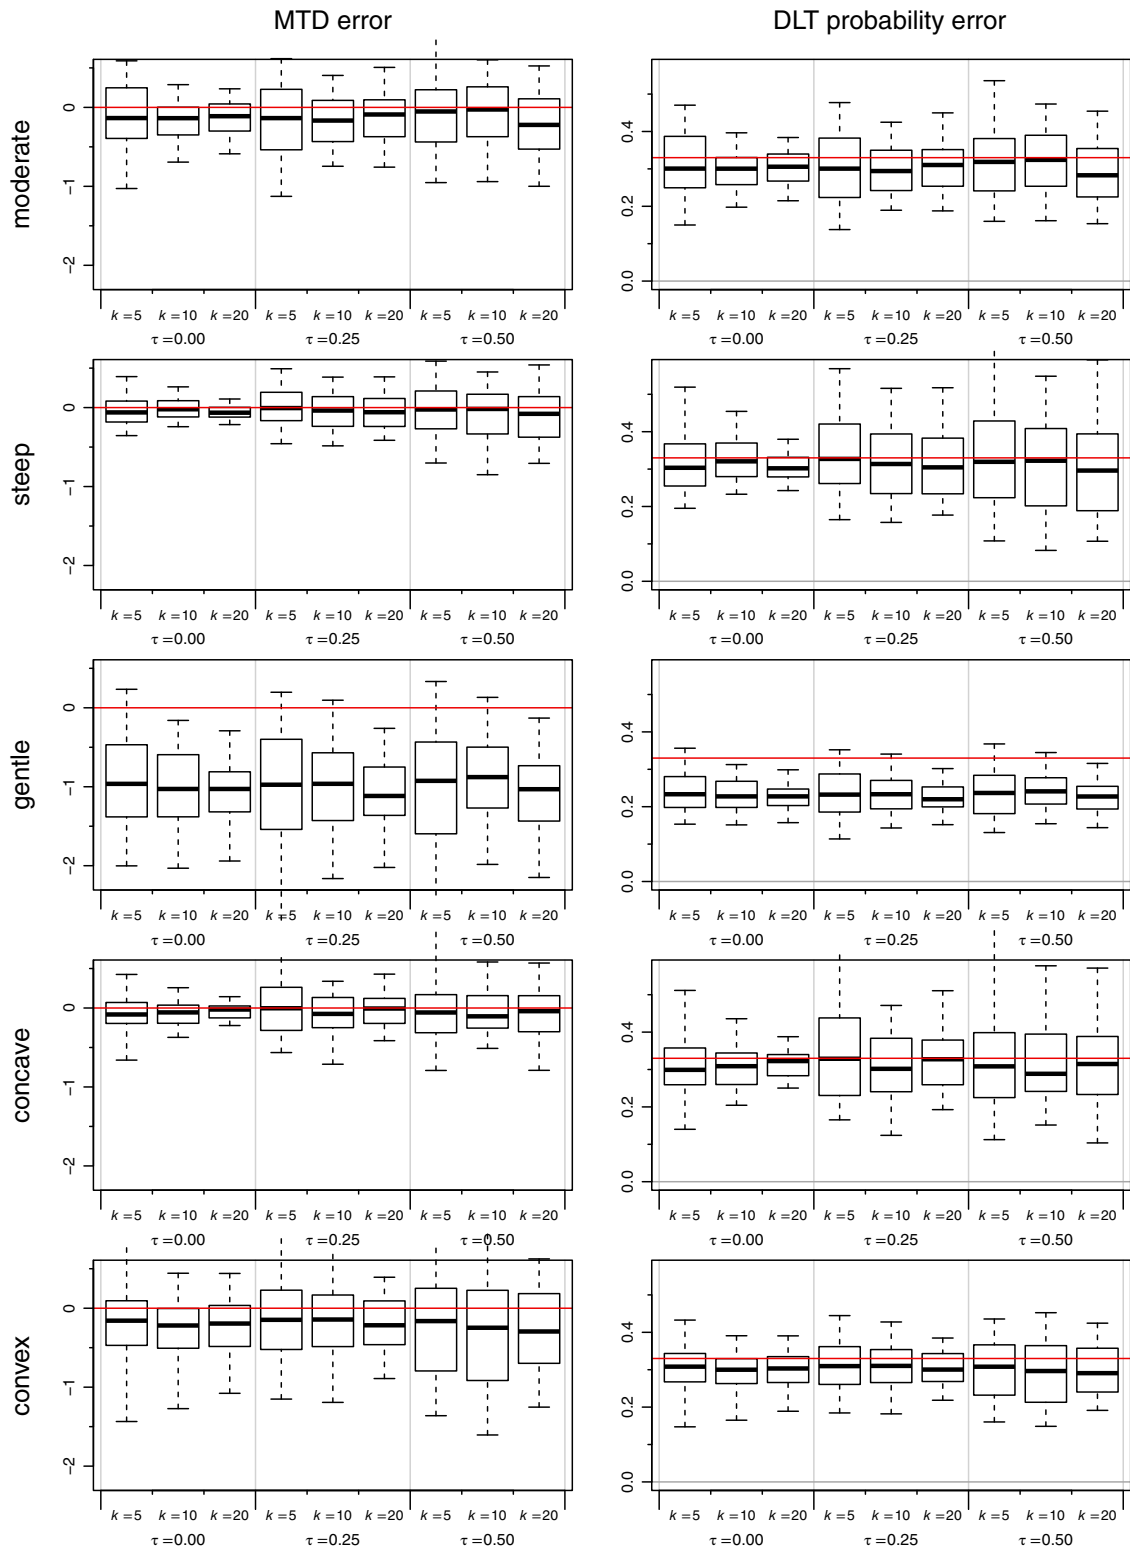 MTD error DLT probability error
moderate
0 -1 -2
0.4 0.2 0.0
k =5 k =10 k =20 k =5 k =10 k =20 k =5 k =10 k =20
τ =0.00 τ =0.25 τ =0.50
k =5 k =10 k =20 k =5 k =10 k =20 k =5 k =10 k =20
τ =0.00 τ =0.25 τ =0.50
steep
0 -1 -2
0.4 0.2 0.0
k =5 k =10 k =20 k =5 k =10 k =20 k =5 k =10 k =20
τ =0.00 τ =0.25 τ =0.50
k =5 k =10 k =20 k =5 k =10 k =20 k =5 k =10 k =20
τ =0.00 τ =0.25 τ =0.50
gentle
0 -1 -2
0.4 0.2 0.0
k =5 k =10 k =20 k =5 k =10 k =20 k =5 k =10 k =20
τ =0.00 τ =0.25 τ =0.50
k =5 k =10 k =20 k =5 k =10 k =20 k =5 k =10 k =20
τ =0.00 τ =0.25 τ =0.50
concave
0 -1 -2
0.4 0.2 0.0
k =5 k =10 k =20 k =5 k =10 k =20 k =5 k =10 k =20
τ =0.00 τ =0.25 τ =0.50
k =5 k =10 k =20 k =5 k =10 k =20 k =5 k =10 k =20
τ =0.00 τ =0.25 τ =0.50
convex
0 -1 -2
0.4 0.2 0.0
k =5 k =10 k =20 k =5 k =10 k =20 k =5 k =10 k =20
τ =0.00 τ =0.25 τ =0.50
k =5 k =10 k =20 k =5 k =10 k =20 k =5 k =10 k =20
τ =0.00 τ =0.25 τ =0.50